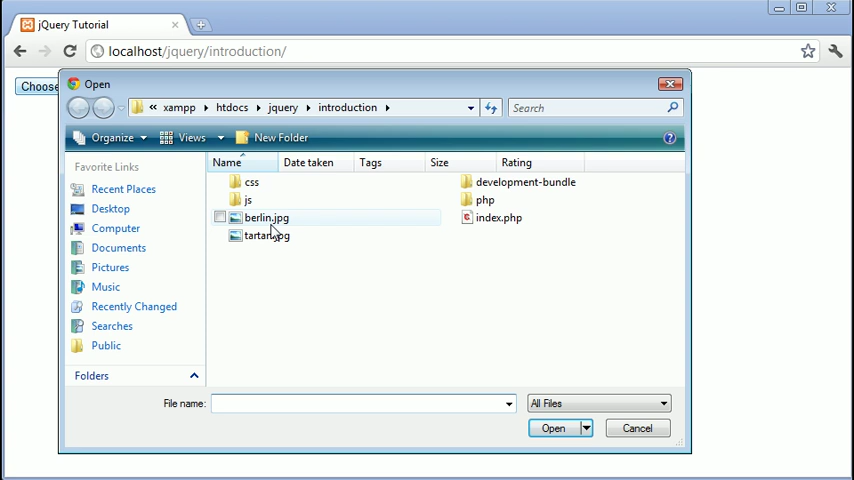 jQuery Tutorial
localhost/jquery/introduction/
Choose
Open
« xampp htdocs jquery introduction
Search
Organize Views New Folder
Favorite Links
Name Date taken Tags Size Rating
Recent Places
Desktop
Computer
Documents
Pictures
Music
Recently Changed
Searches
Public
Folders
css
js
berlin.jpg
development-bundle
php
index.php
File name:
All Files
Open
Cancel